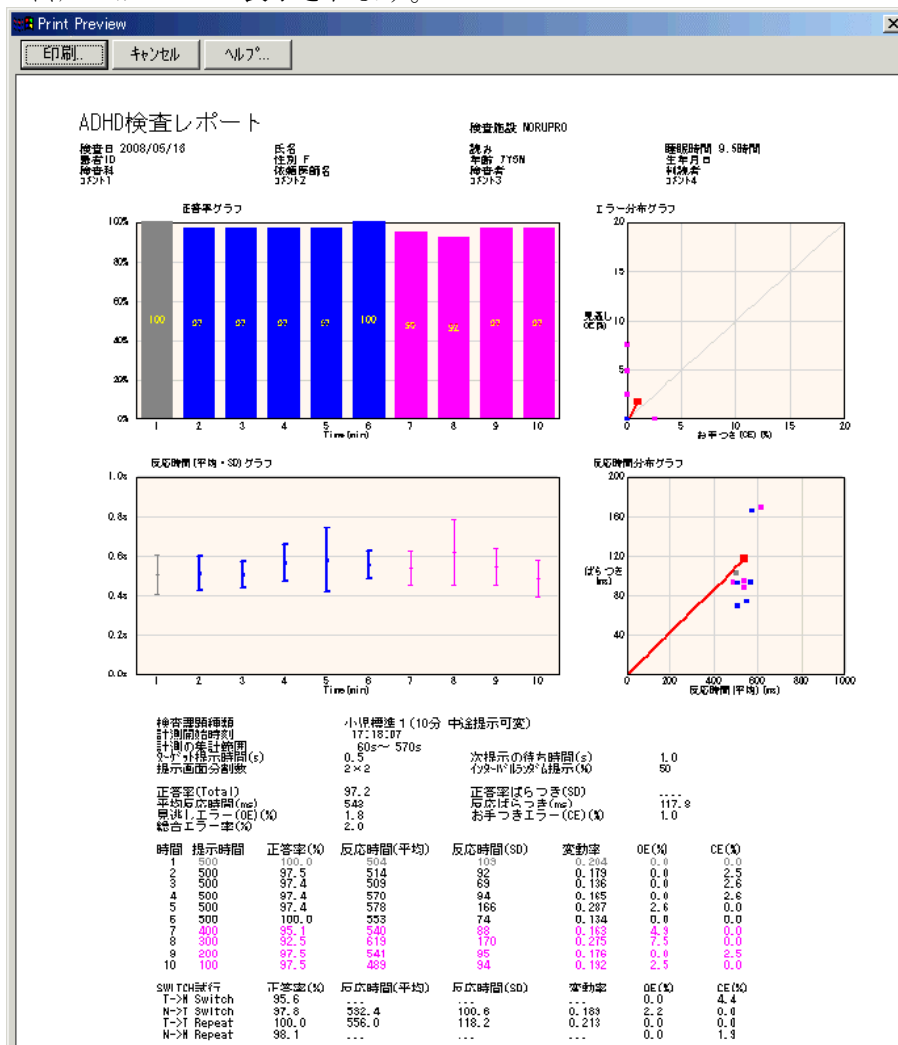 表示されます。
Print Preview
印刷.. キャンセル ヘルプ...
ADHD検査レポート
検査施設 NORUPRO
検査日 2008/05/16 氏名 読み 睡眠時間 9.5時間
患者ID 性別 F 年齢 7Y5M 生年月日
検査科 依頼医師名 検査者 判読者
コメント1 コメント2 コメント3 コメント4
正答率グラフ
100%
80%
60%
40%
20%
0%
100 97 97 97 97 100 95 92 97 97
1 2 3 4 5 6 7 8 9 10
Time(min)
エラー分布グラフ
20
15
10
5
見逃し
OE(%)
0 5 10 15 20
お手つき(CE)(%)
反応時間(平均・SD)グラフ
1.0s
0.8s
0.6s
0.4s
0.2s
0.0s
1 2 3 4 5 6 7 8 9 10
Time(min)
反応時間分布グラフ
200
160
120
80
40
ばらつき
(ms)
0 200 400 600 800 1000
反応時間(平均)(ms)
検査課題種類 小児標準1(10分 中途提示可変)
計測開始時刻 17:18:07
計測の集計範囲 60s～ 570s
ターゲット提示時間(s) 0.5 次提示の待ち時間(s) 1.0
提示画面分割数 2×2 インターバルランダム提示(%) 50
正答率(Total) 97.2 正答率ばらつき(SD) ....
平均反応時間(ms) 543 反応ばらつき(ms) 117.8
見逃しエラー(OE)(%) 1.8 お手つきエラー(CE)(%) 1.0
総合エラー率(%) 2.0
時間 提示時間 正答率(%) 反応時間(平均) 反応時間(SD) 変動率 OE(%) CE(%)
1 500 100.0 504 103 0.204 0.0 0.0
2 500 97.5 514 92 0.179 0.0 2.5
3 500 97.4 509 69 0.136 0.0 2.6
4 500 97.4 570 94 0.165 0.0 2.6
5 500 97.4 578 166 0.287 2.6 0.0
6 500 100.0 553 74 0.134 0.0 0.0
7 400 95.1 540 88 0.163 4.9 0.0
8 300 92.5 619 170 0.275 7.5 0.0
9 200 97.5 541 95 0.176 0.0 2.5
10 100 97.5 489 94 0.192 2.5 0.0
SWITCH試行 正答率(%) 反応時間(平均) 反応時間(SD) 変動率 OE(%) CE(%)
T->N Switch 95.6 ... ... ... 0.0 4.4
N->T Switch 97.8 532.4 100.6 0.189 2.2 0.0
T->T Repeat 100.0 556.0 118.2 0.213 0.0 0.0
N->N Repeat 98.1 ... ... ... 0.0 1.9